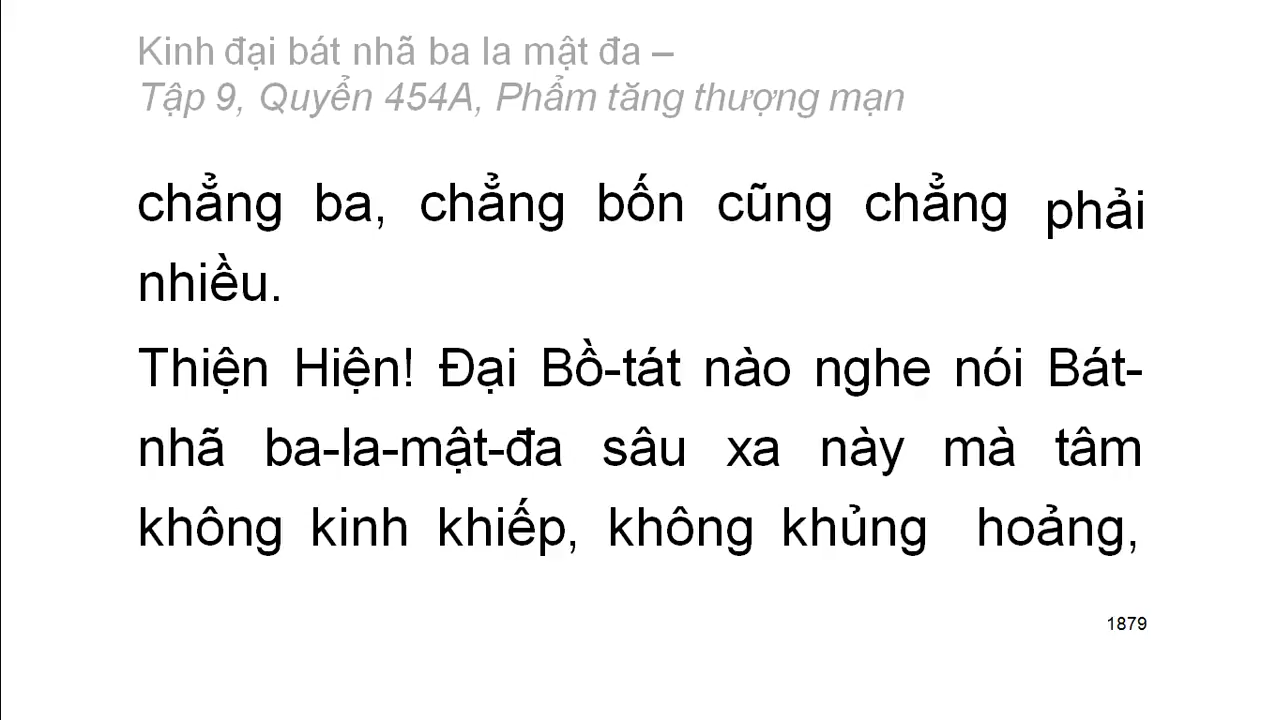 Kinh đại bát nhã ba la mật đa –
Tập 9, Quyển 454A, Phẩm tăng thượng mạn
chẳng ba, chẳng bốn cũng chẳng phải
nhiều.
Thiện Hiện! Đại Bồ-tát nào nghe nói Bát-
nhã ba-la-mật-đa sâu xa này mà tâm
không kinh khiếp, không khủng hoảng,
1879